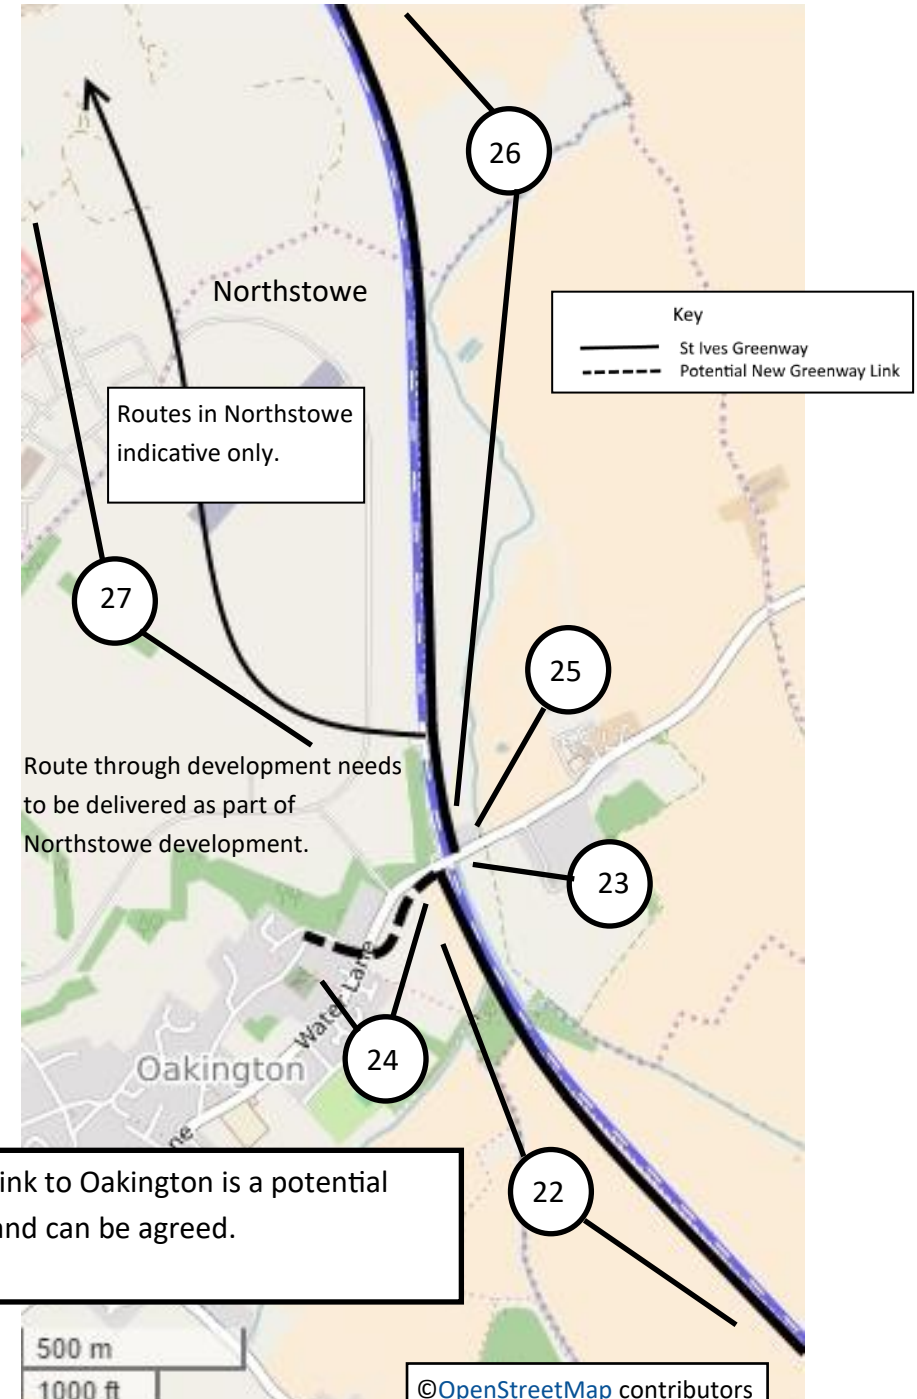 26
Northstowe
Key
St Ives Greenway
Potential New Greenway Link
Routes in Northstowe
indicative only.
27
25
Route through development needs
to be delivered as part of
Northstowe development.
23
Water Lane
24
Oakington
ne
ink to Oakington is a potential
and can be agreed.
22
500 m
1000 ft
©OpenStreetMap contributors